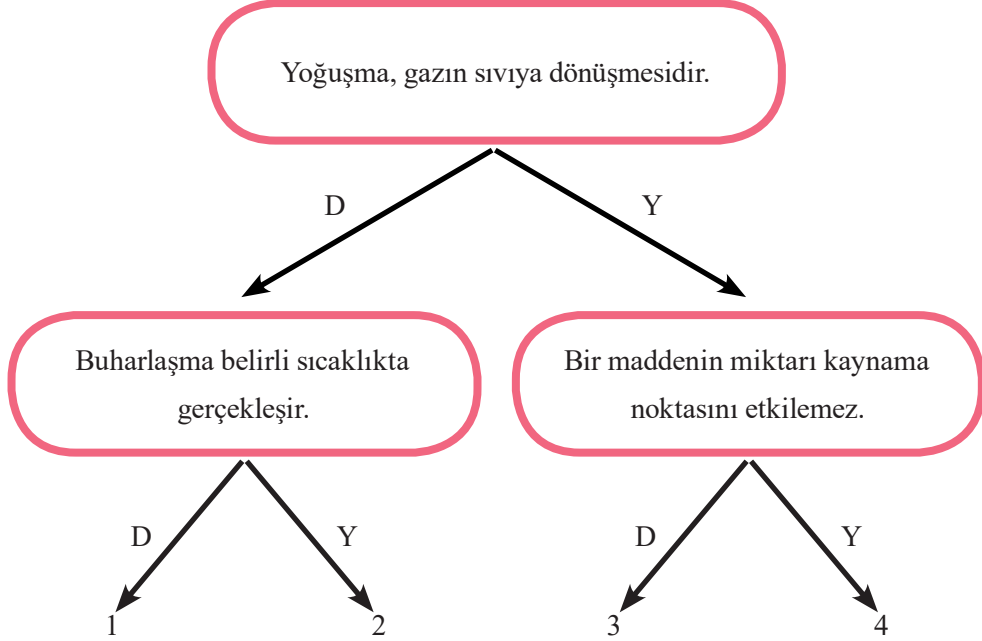 Yoğuşma, gazın sıvıya dönüşmesidir.
D
Y
Buharlaşma belirli sıcaklıkta
gerçekleşir.
Bir maddenin miktarı kaynama
noktasını etkilemez.
D
Y
D
Y
1
2
3
4